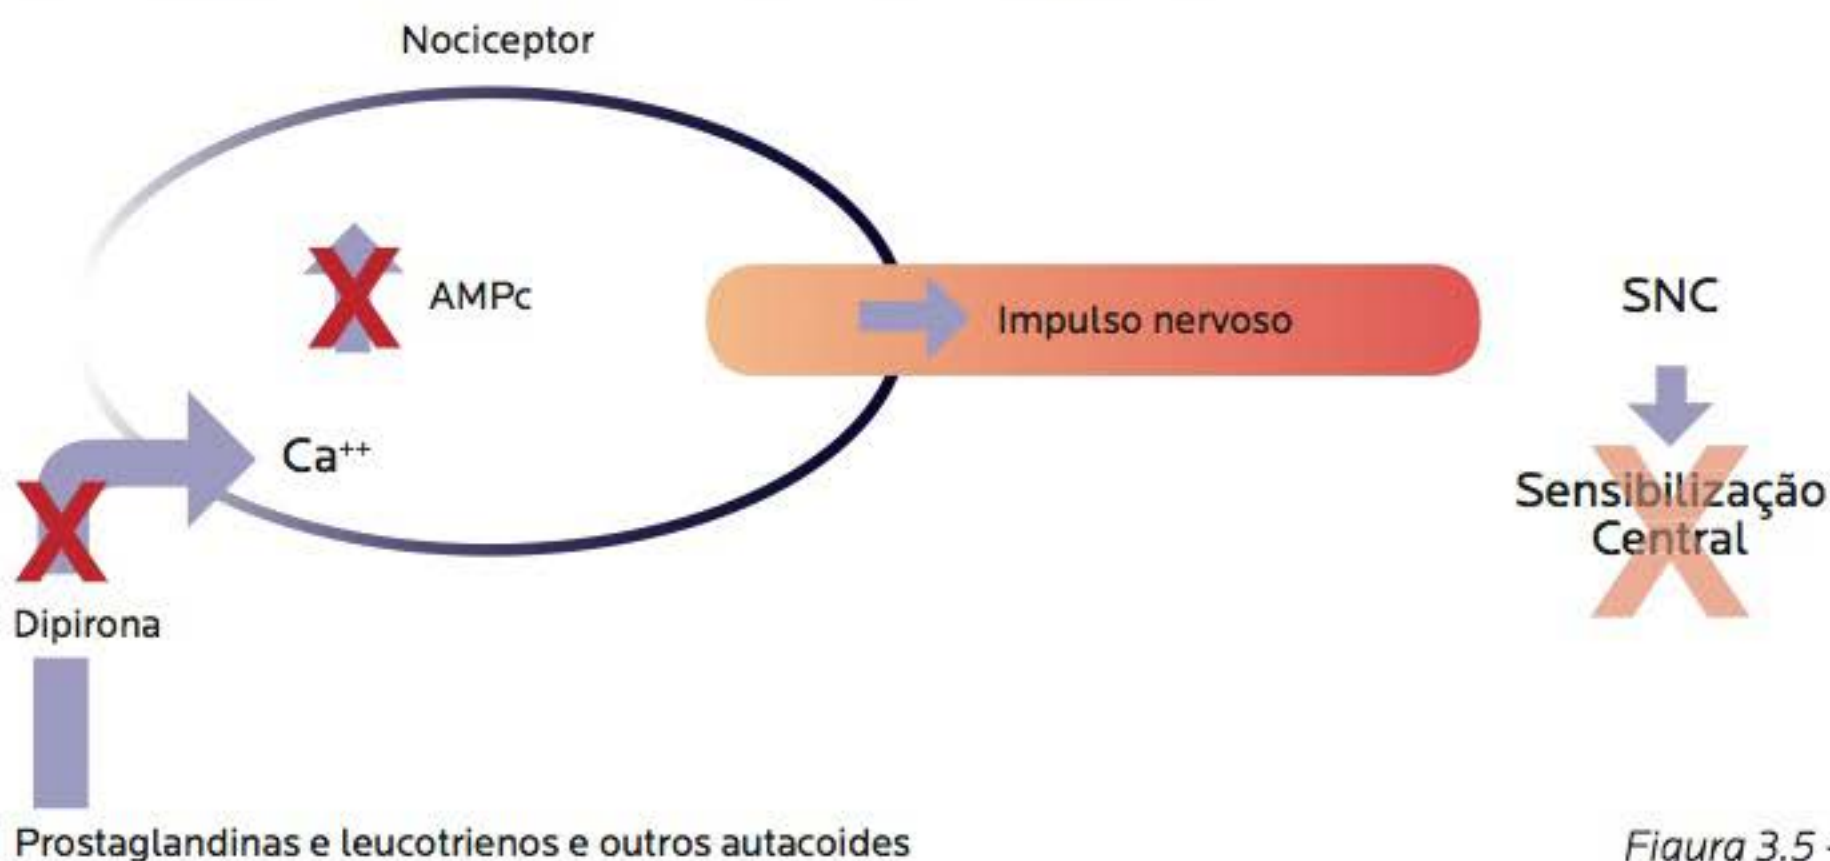 Nociceptor
AMPc
Impulso nervoso
SNC
Ca⁺⁺
Sensibilização
Central
Dipirona
Prostaglandinas e leucotrienos e outros autacoides
Figura 3.5 -